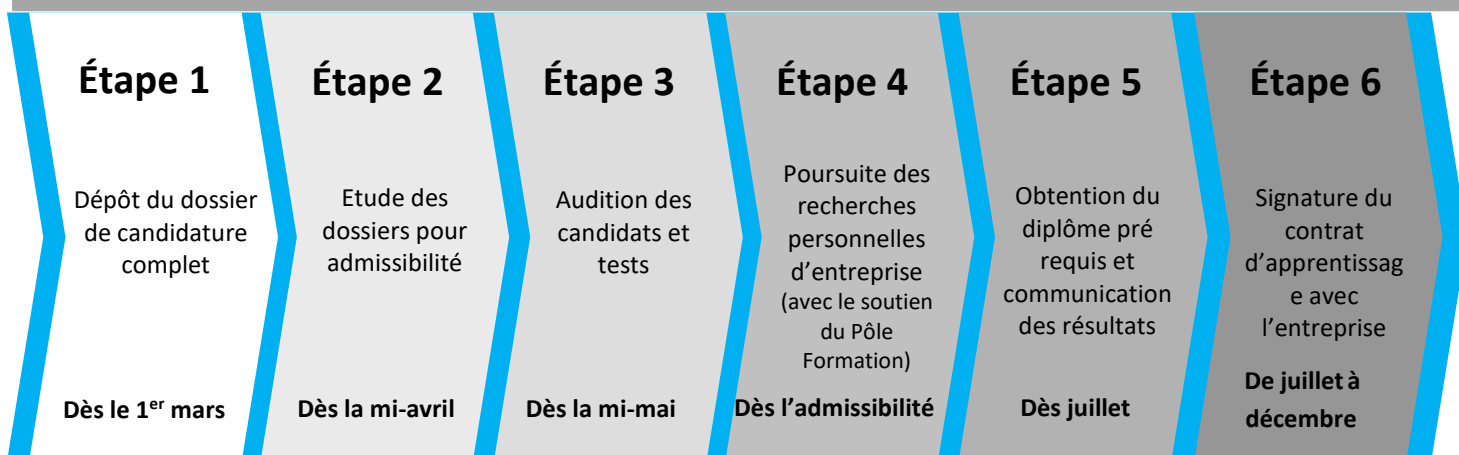 Étape 1
Dépôt du dossier
de candidature
complet
Dès le 1er mars
Étape 2
Etude des
dossiers pour
admissibilité
Dès la mi-avril
Étape 3
Audition des
candidats et
tests
Dès la mi-mai
Étape 4
Poursuite des
recherches
personnelles
d’entreprise
(avec le soutien
du Pôle
Formation)
Dès l’admissibilité
Étape 5
Obtention du
diplôme pré
requis et
communication
des résultats
Dès juillet
Étape 6
Signature du
contrat
d’apprentissag
e avec
l’entreprise
De juillet à
décembre